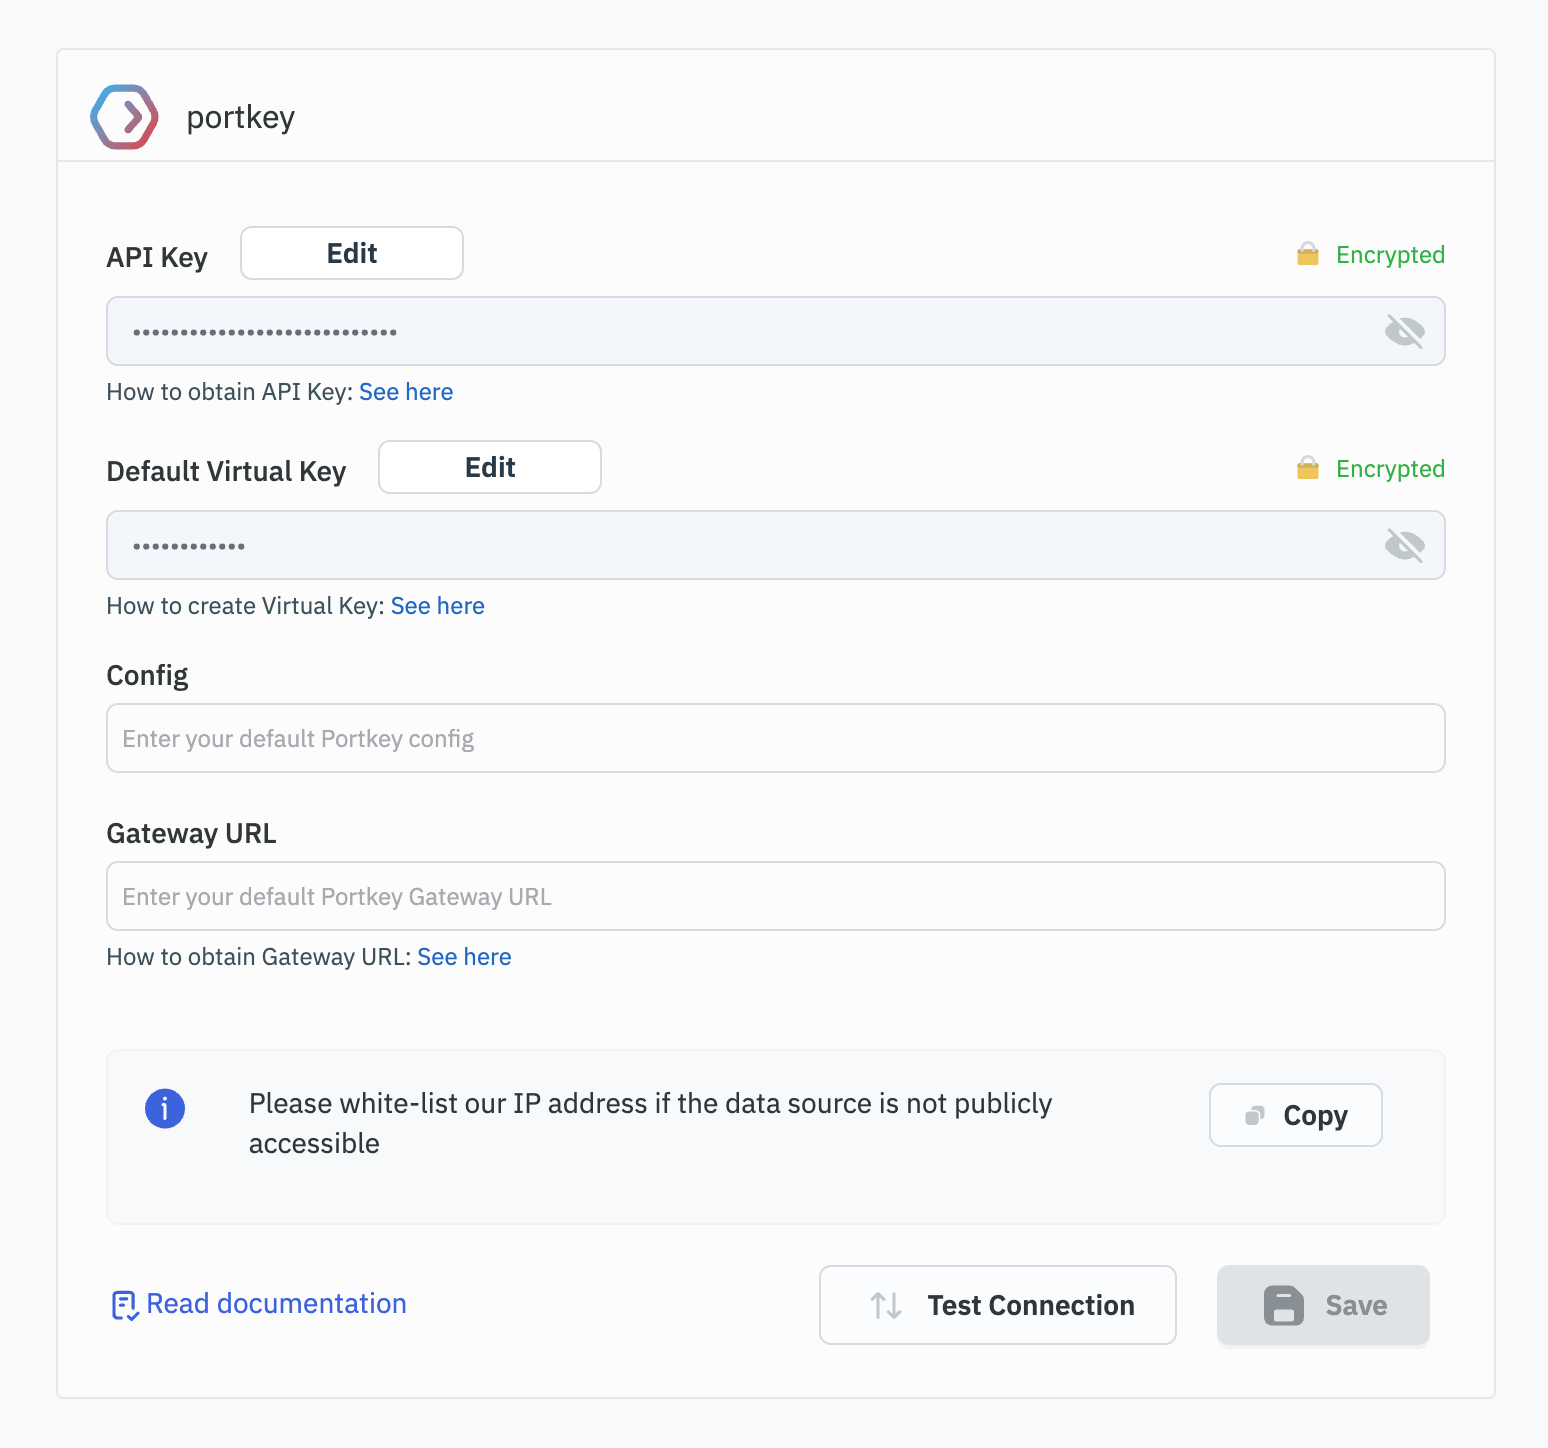 portkey
API Key
Edit
Encrypted
••••••••••••••••••••••••••••
How to obtain API Key: See here
Default Virtual Key
Edit
Encrypted
••••••••••••
How to create Virtual Key: See here
Config
Enter your default Portkey config
Gateway URL
Enter your default Portkey Gateway URL
How to obtain Gateway URL: See here
Please white-list our IP address if the data source is not publicly
accessible
Copy
Read documentation
Test Connection
Save